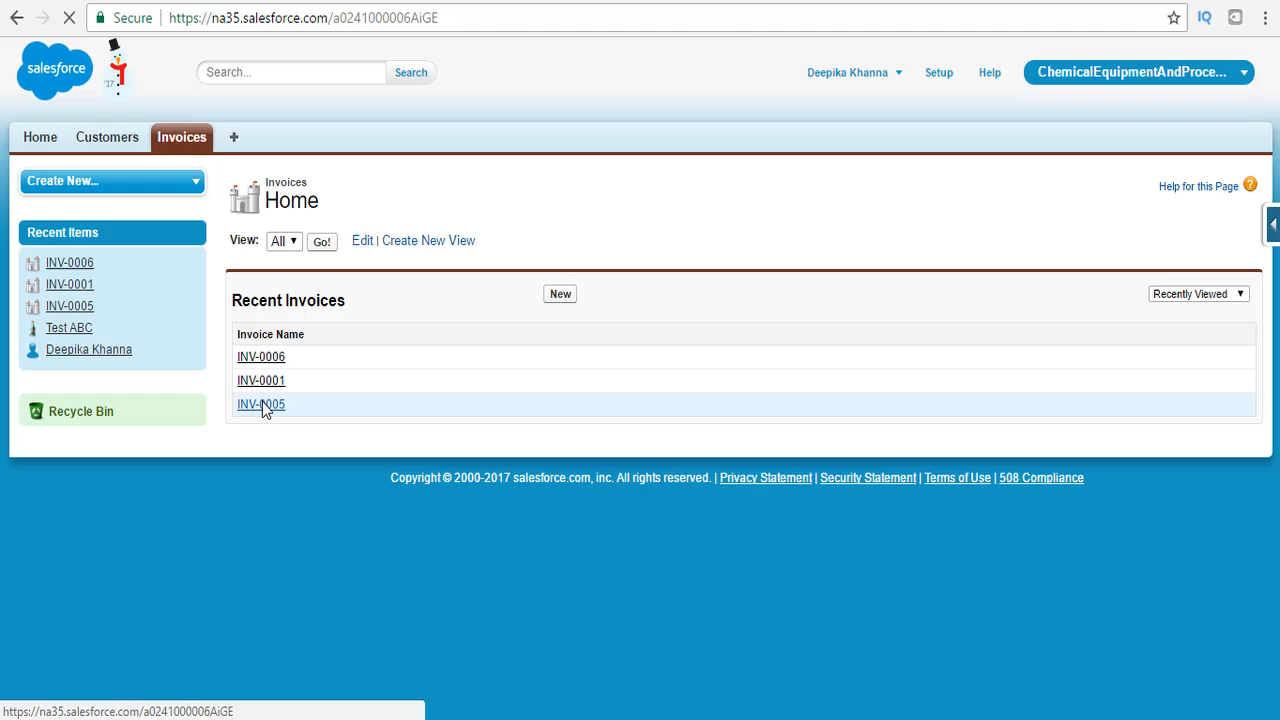 Secure https://na35.salesforce.com/a0241000006AiGE
salesforce
'17
Search... Search
Deepika Khanna Setup Help ChemicalEquipmentAndProce...
Home Customers Invoices
Create New...
Recent Items
INV-0006
INV-0001
INV-0005
Test ABC
Deepika Khanna
Recycle Bin
Invoices
Home
Help for this Page ?
View: All Go! Edit | Create New View
Recent Invoices New Recently Viewed
Invoice Name
INV-0006
INV-0001
INV-0005
Copyright © 2000-2017 salesforce.com, inc. All rights reserved. | Privacy Statement | Security Statement | Terms of Use | 508 Compliance
https://na35.salesforce.com/a0241000006AiGE